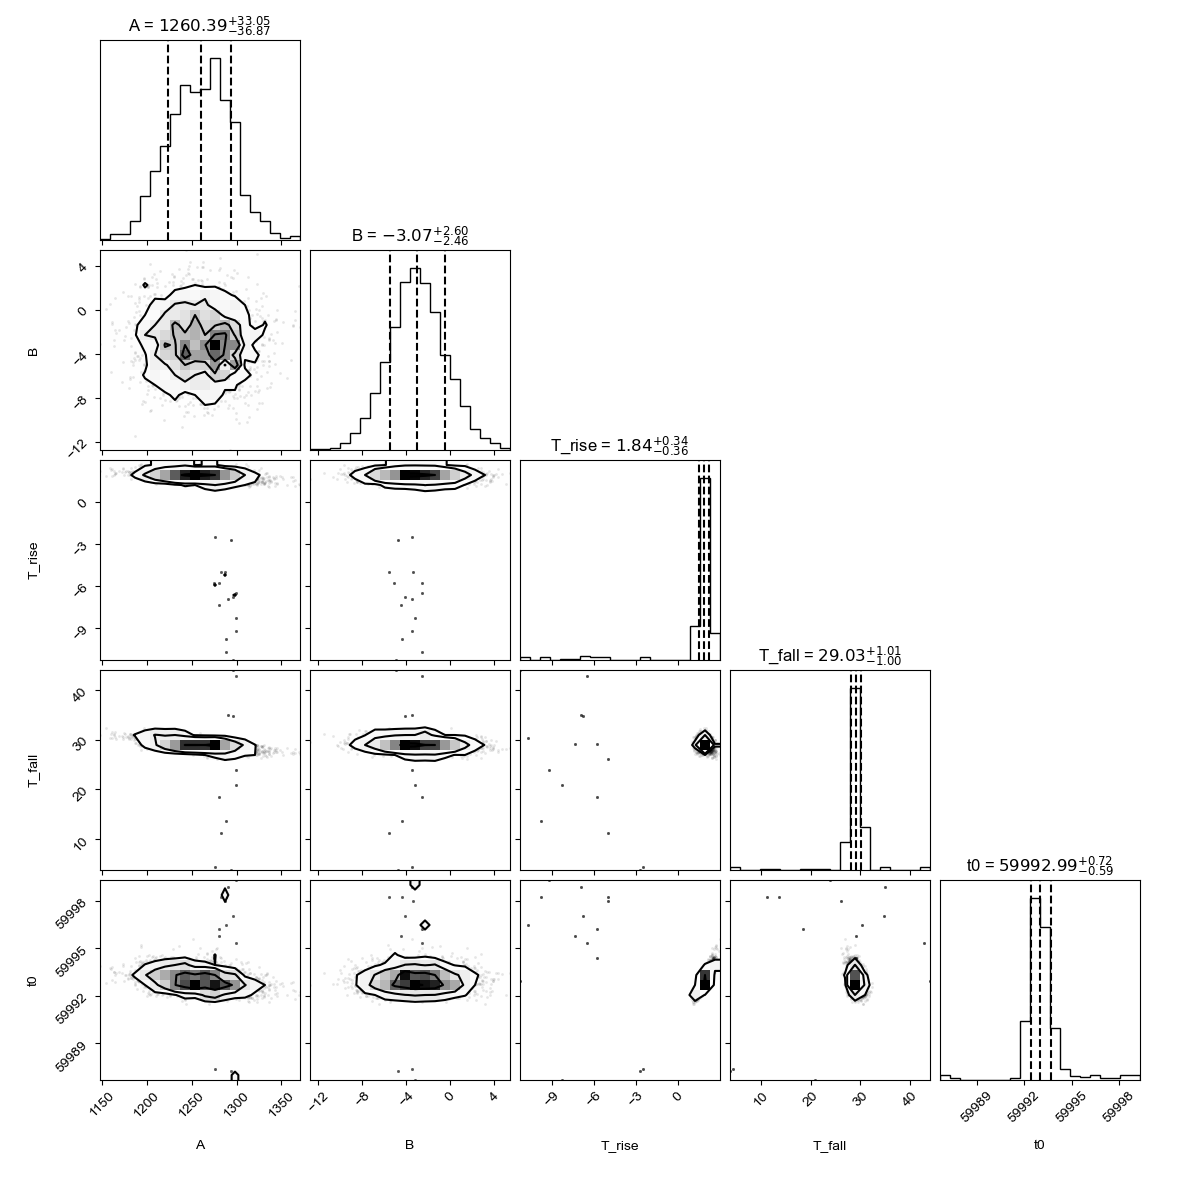 A = 1260.39+33.05−36.87
B = −3.07+2.60−2.46
4
0
−4
−8
−12
B
T_rise = 1.84+0.34−0.36
0
−3
−6
−9
T_rise
T_fall = 29.03+1.01−1.00
40
30
20
10
T_fall
t0 = 59992.99+0.72−0.59
59998
59995
59992
59989
t0
1150 1200 1250 1300 1350 −12 −8 −4 0 4 −9 −6 −3 0 10 20 30 40 59989 59992 59995 59998
A B T_rise T_fall t0